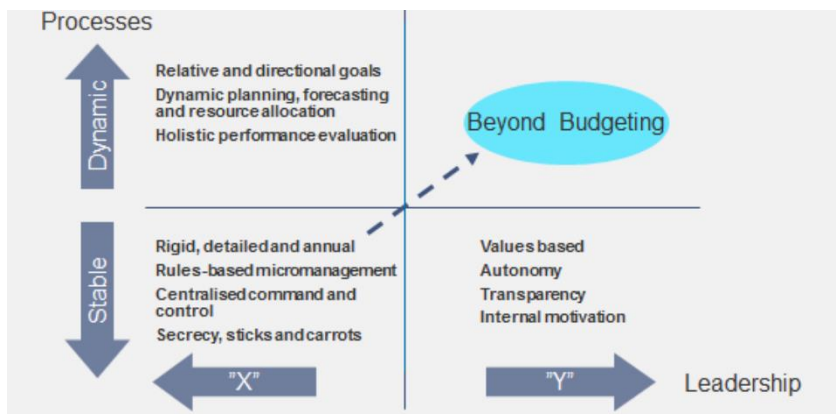 Processes
Dynamic
Relative and directional goals
Dynamic planning, forecasting
and resource allocation
Holistic performance evaluation
Beyond Budgeting
Stable
Rigid, detailed and annual
Rules-based micromanagement
Centralised command and
control
Secrecy, sticks and carrots
Values based
Autonomy
Transparency
Internal motivation
"X"
"Y"
Leadership